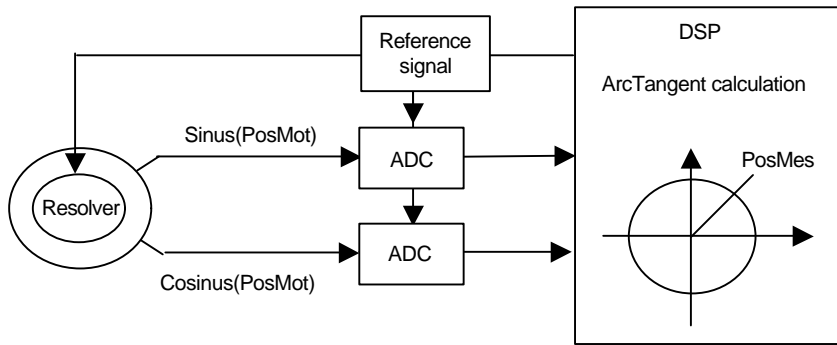 Reference
signal
DSP
ArcTangent calculation
Sinus(PosMot)
ADC
PosMes
Resolver
ADC
Cosinus(PosMot)